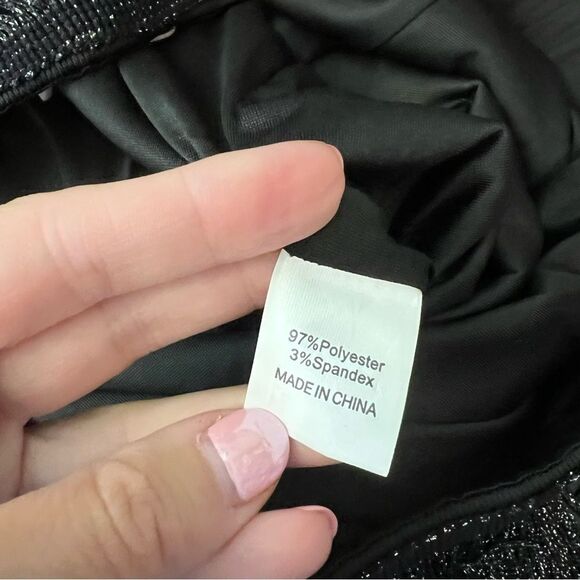 97%Polyester
3%Spandex
MADE IN CHINA